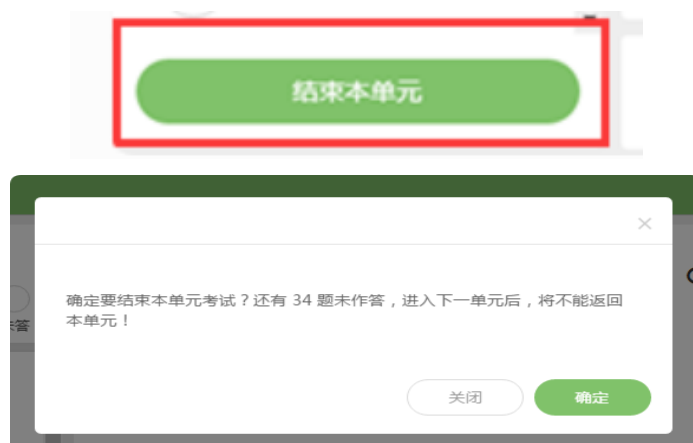 结束本单元
确定要结束本单元考试？还有 34 题未作答，进入下一单元后，将不能返回
本单元！
答
关闭
确定